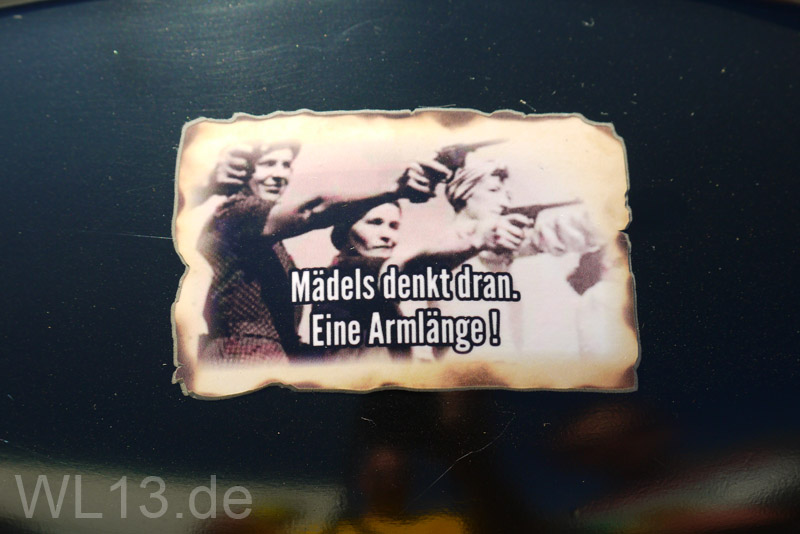 Mädels denkt dran.
Eine Armlänge!
WL13.de